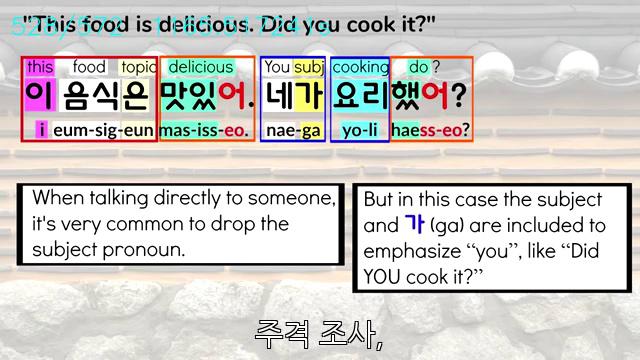 "This food is delicious. Did you cook it?"
this food topic delicious You subj cooking do ?
이 음식은 맛있어. 네가 요리했어?
i eum-sig-eun mas-iss-eo. nae-ga yo-li haess-eo?
When talking directly to someone,
it's very common to drop the
subject pronoun.
But in this case the subject
and 가 (ga) are included to
emphasize "you", like "Did
YOU cook it?"
주격 조사,